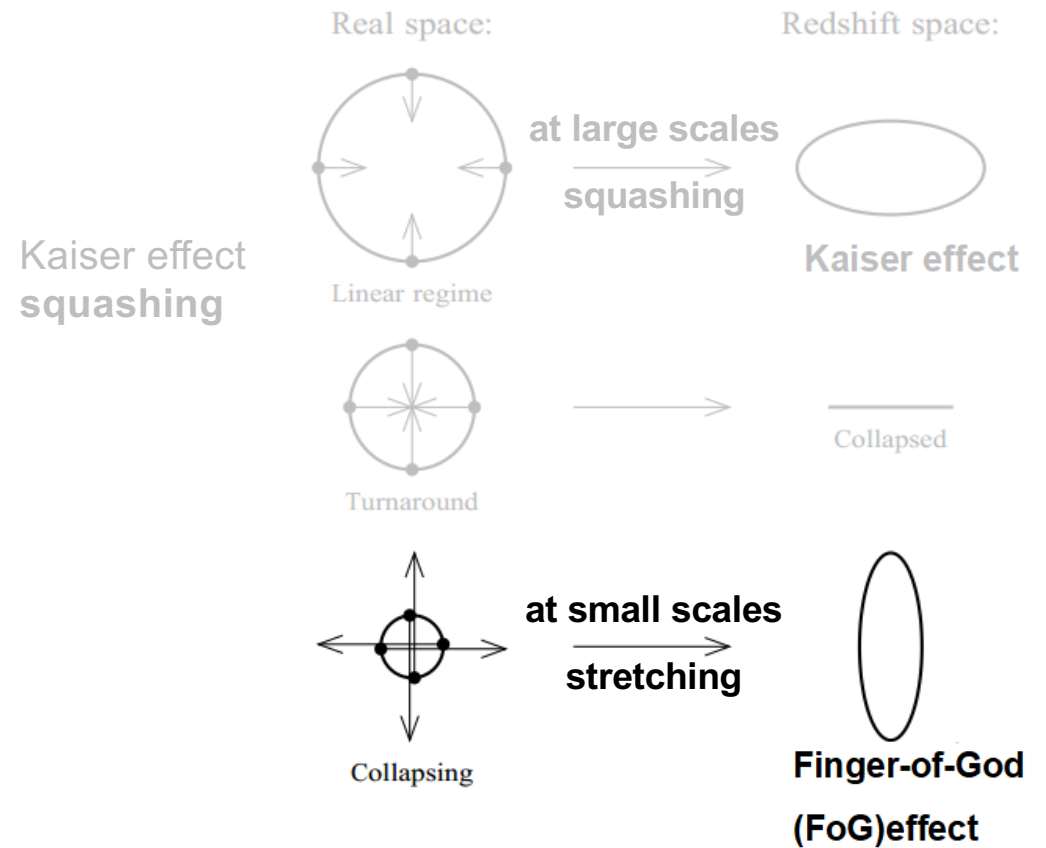 Real space:
Redshift space:
at large scales
squashing
Kaiser effect
squashing
Kaiser effect
Linear regime
Collapsed
Turnaround
at small scales
stretching
Collapsing
Finger-of-God
(FoG)effect